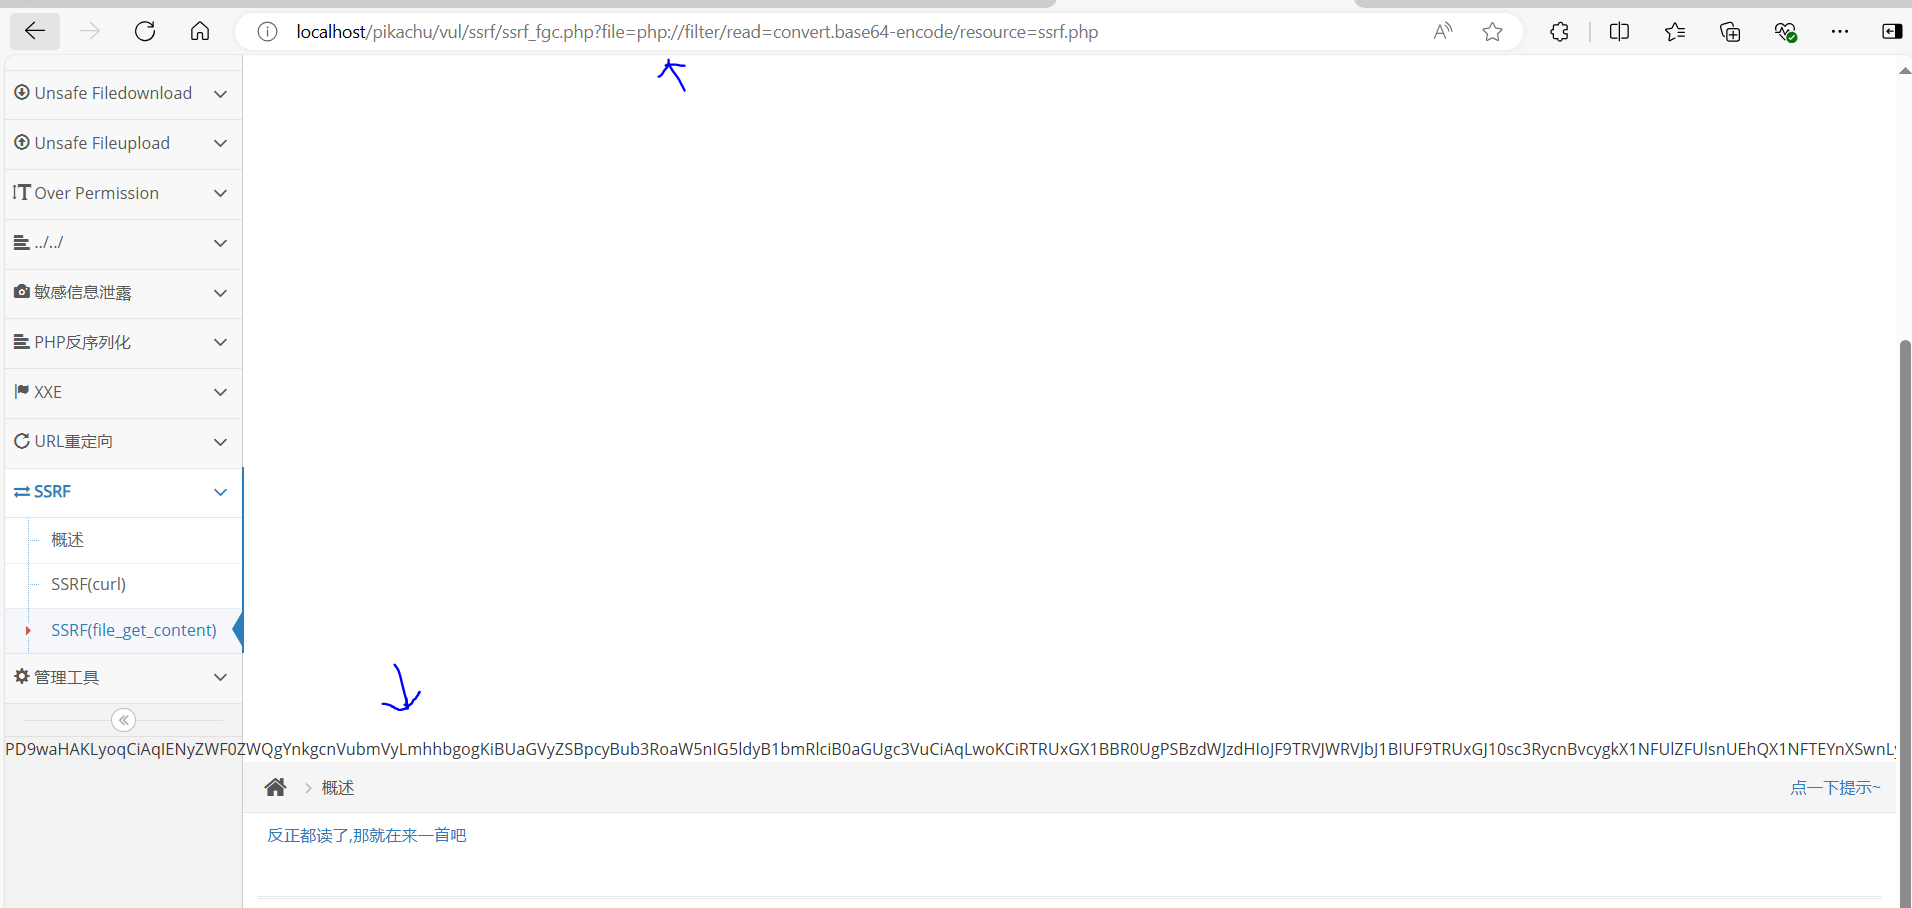 localhost/pikachu/vul/ssrf/ssrf_fgc.php?file=php://filter/read=convert.base64-encode/resource=ssrf.php
Unsafe Filedownload
Unsafe Fileupload
Over Permission
../../
敏感信息泄露
PHP反序列化
XXE
URL重定向
SSRF
概述
SSRF(curl)
SSRF(file_get_content)
管理工具
PD9waHAKLyoqCiAqIENyZWF0ZWQgYnkgcnVubmVyLmhhbgogKiBUaGVyZSBpcyBub3RoaW5nIG5ldyB1bmRlciB0aGUgc3VuCiAqLwoKCiRTRUxGX1BBR0UgPSBzdWJzdHIoJF9TRVJWRVJbJ1BIUF9TRUxGJ10sc3RycnBvcygkX1NFUlZFUlsnUEhQX1NFTEYnXSwnL
概述
点一下提示~
反正都读了,那就在来一首吧